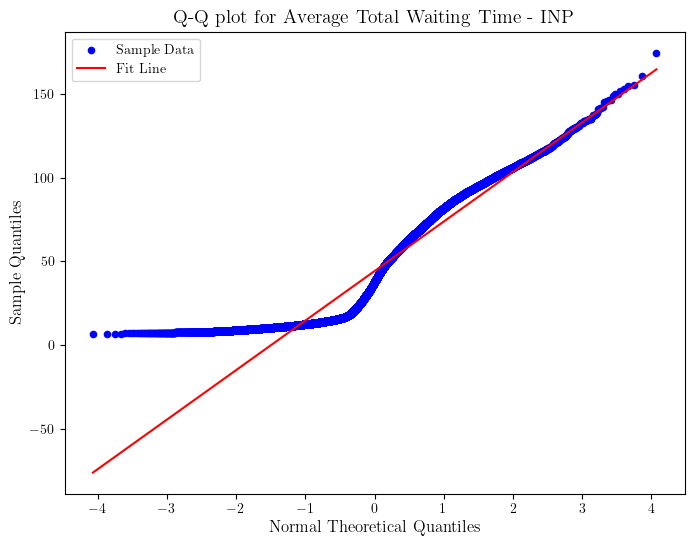 Q-Q plot for Average Total Waiting Time - INP
Sample Data
Fit Line
Sample Quantiles
150
100
50
0
−50
−4 −3 −2 −1 0 1 2 3 4
Normal Theoretical Quantiles